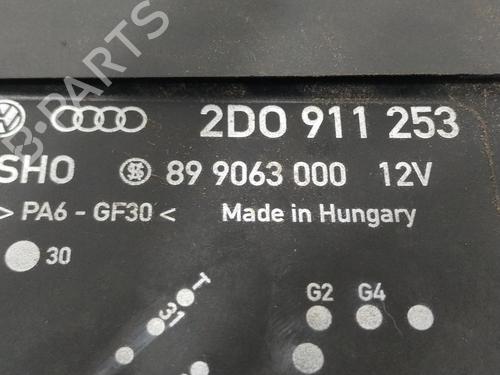 2D0 911 253
SHO 89 9063 000 12V
> PA6 - GF30 < Made in Hungary
30
T
31
G2 G4
B-PARTS